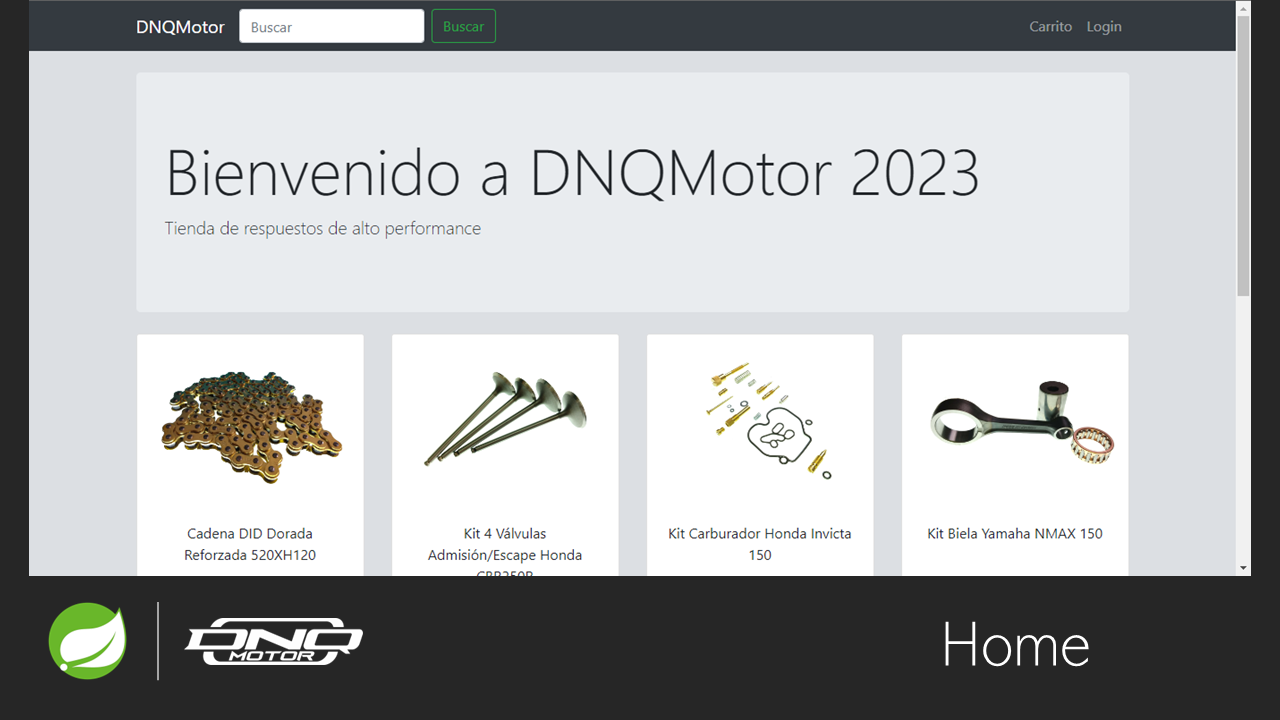 DNQMotor
Buscar
Buscar
Carrito
Login
Bienvenido a DNQMotor 2023
Tienda de respuestos de alto performance
Cadena DID Dorada
Reforzada 520XH120
Kit 4 Válvulas
Admisión/Escape Honda
Kit Carburador Honda Invicta
150
Kit Biela Yamaha NMAX 150
DNQ
MOTOR
Home